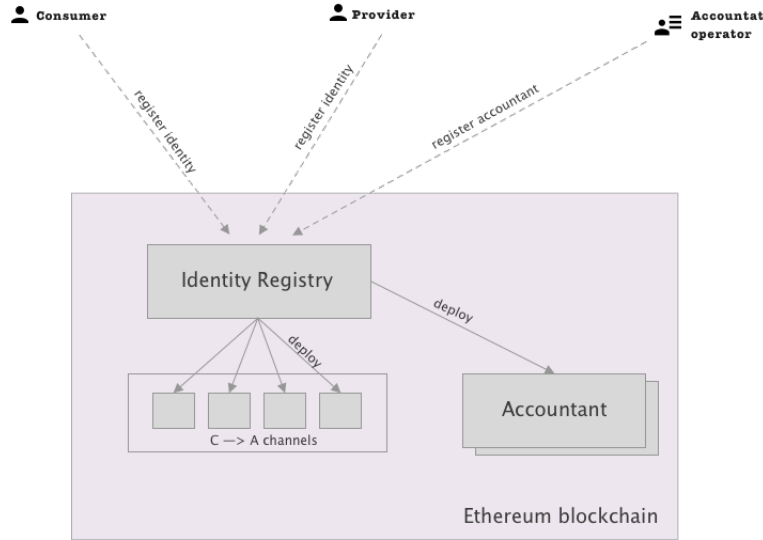 Consumer
Provider
Accountat
operator
register identity
register identity
register accountant
Identity Registry
deploy
deploy
C —> A channels
Accountant
Ethereum blockchain